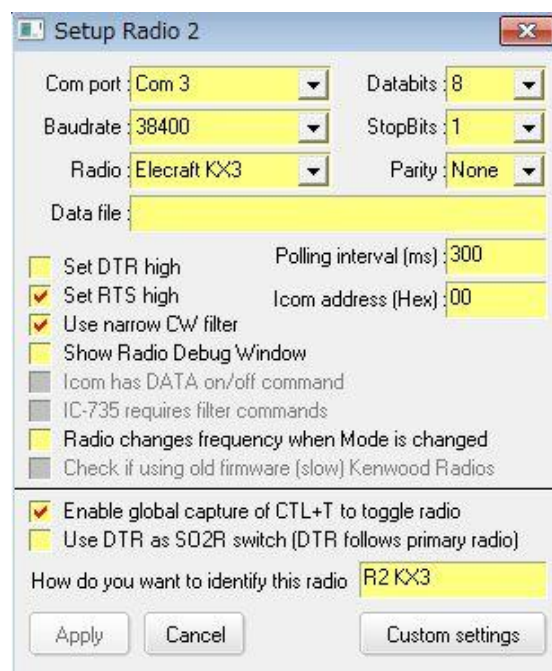 Setup Radio 2
Com port : Com 3 Databits : 8
Baudrate : 38400 StopBits : 1
Radio : Elecraft KX3 Parity : None
Data file :
Set DTR high Polling interval (ms) : 300
Set RTS high Icom address (Hex) : 00
Use narrow CW filter
Show Radio Debug Window
Icom has DATA on/off command
IC-735 requires filter commands
Radio changes frequency when Mode is changed
Check if using old firmware (slow) Kenwood Radios
Enable global capture of CTL+T to toggle radio
Use DTR as SO2R switch (DTR follows primary radio)
How do you want to identify this radio R2 KX3
Apply Cancel Custom settings